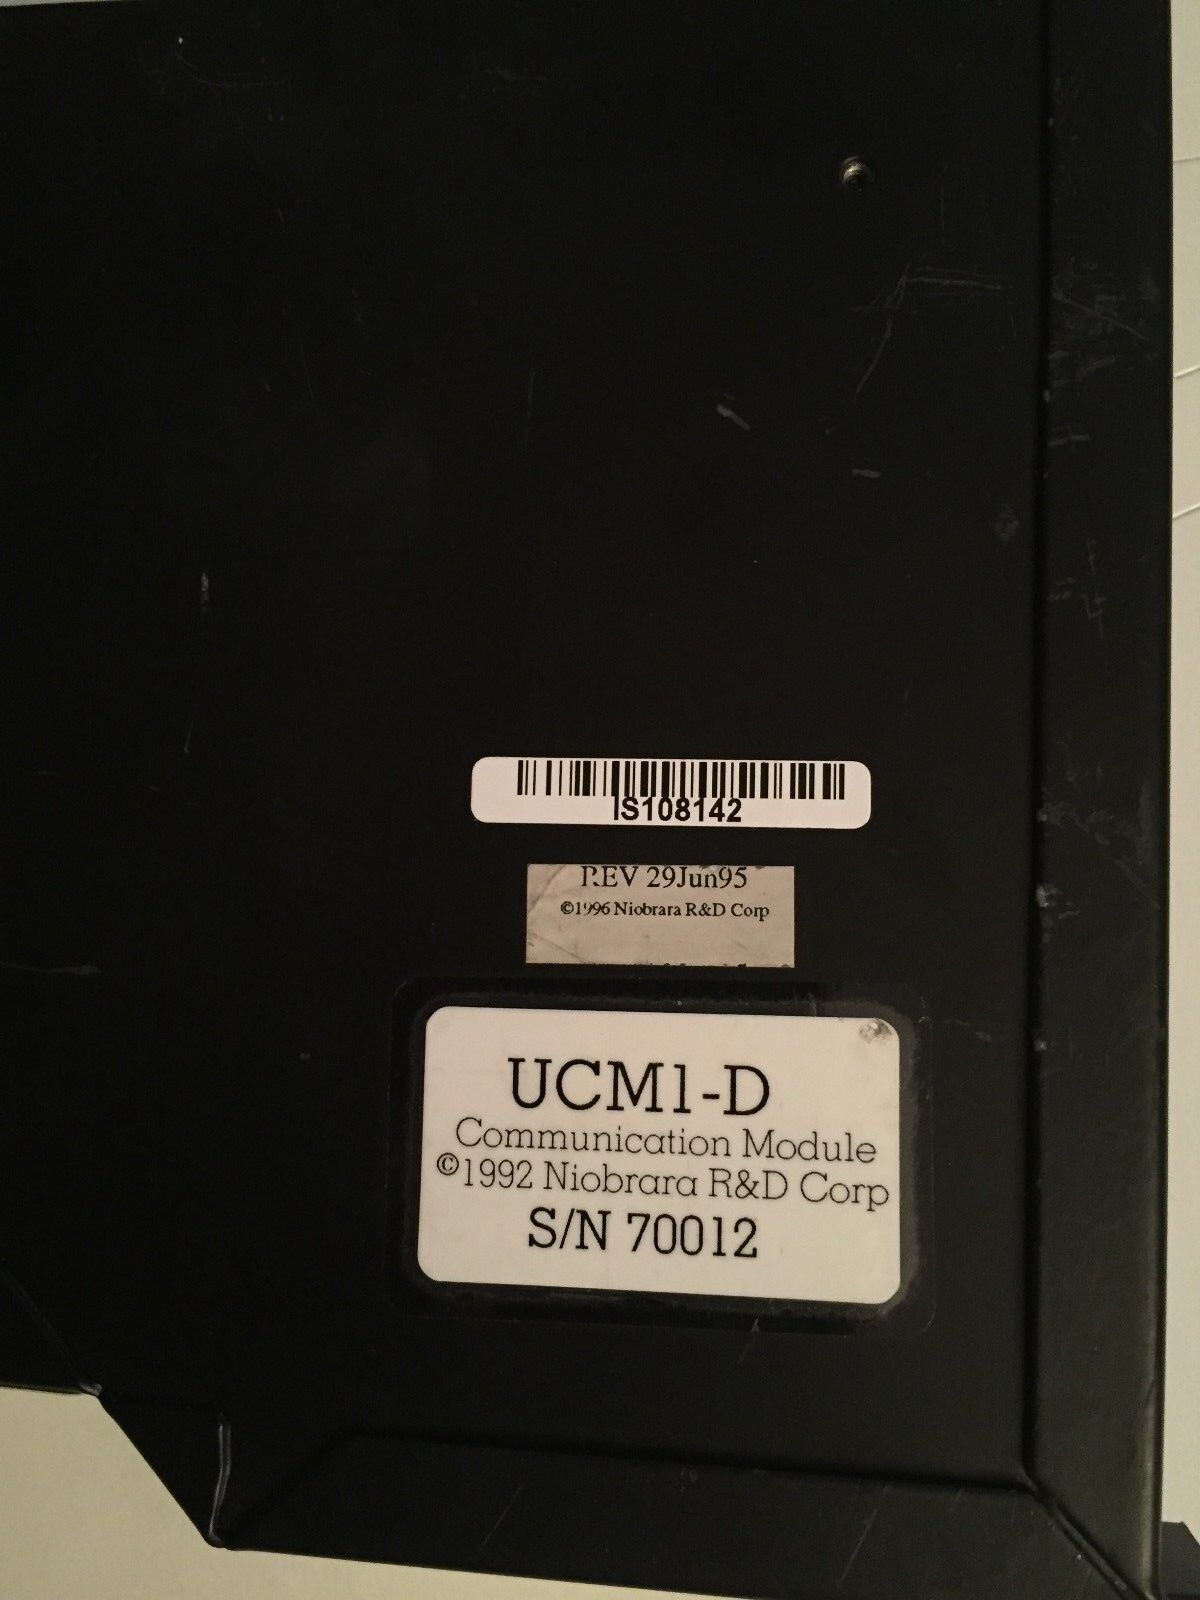 IS108142
REV 29Jun95
©1996 Niobrara R&D Corp
UCM1-D
Communication Module
©1992 Niobrara R&D Corp
S/N 70012